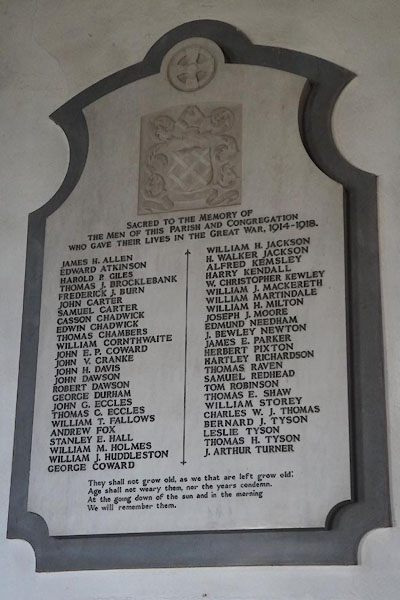 SACRED TO THE MEMORY OF
THE MEN OF THIS PARISH AND CONGREGATION
WHO GAVE THEIR LIVES IN THE GREAT WAR, 1914-1918.
JAMES H. ALLEN
EDWARD ATKINSON
HAROLD P. GILES
THOMAS J. BROCKLEBANK
FREDERICK J. BURN
JOHN CARTER
SAMUEL CARTER
CASSON CHADWICK
EDWIN CHADWICK
THOMAS CHAMBERS
WILLIAM CORNTHWAITE
JOHN E. P. COWARD
JOHN Y. CRANKE
JOHN H. DAVIS
JOHN DAWSON
ROBERT DAWSON
GEORGE DURHAM
JOHN G. ECCLES
THOMAS C. ECCLES
WILLIAM T. FALLOWS
ANDREW FOX
STANLEY E. HALL
WILLIAM M. HOLMES
WILLIAM J. HUDDLESTON
GEORGE COWARD
WILLIAM H. JACKSON
H. WALKER JACKSON
ALFRED KEMSLEY
HARRY KENDALL
W. CHRISTOPHER KEWLEY
WILLIAM J. MACKERETH
WILLIAM MARTINDALE
WILLIAM H. MILTON
JOSEPH J. MOORE
EDMUND NEEDHAM
J. BEWLEY NEWTON
JAMES E. PARKER
HERBERT PIXTON
HARTLEY RICHARDSON
THOMAS RAVEN
SAMUEL REDHEAD
TOM ROBINSON
THOMAS E. SHAW
WILLIAM STOREY
CHARLES W. J. THOMAS
BERNARD J. TYSON
LESLIE TYSON
THOMAS H. TYSON
J. ARTHUR TURNER
They shall not grow old, as we that are left grow old:
Age shall not weary them, nor the years condemn.
At the going down of the sun and in the morning
We will remember them.